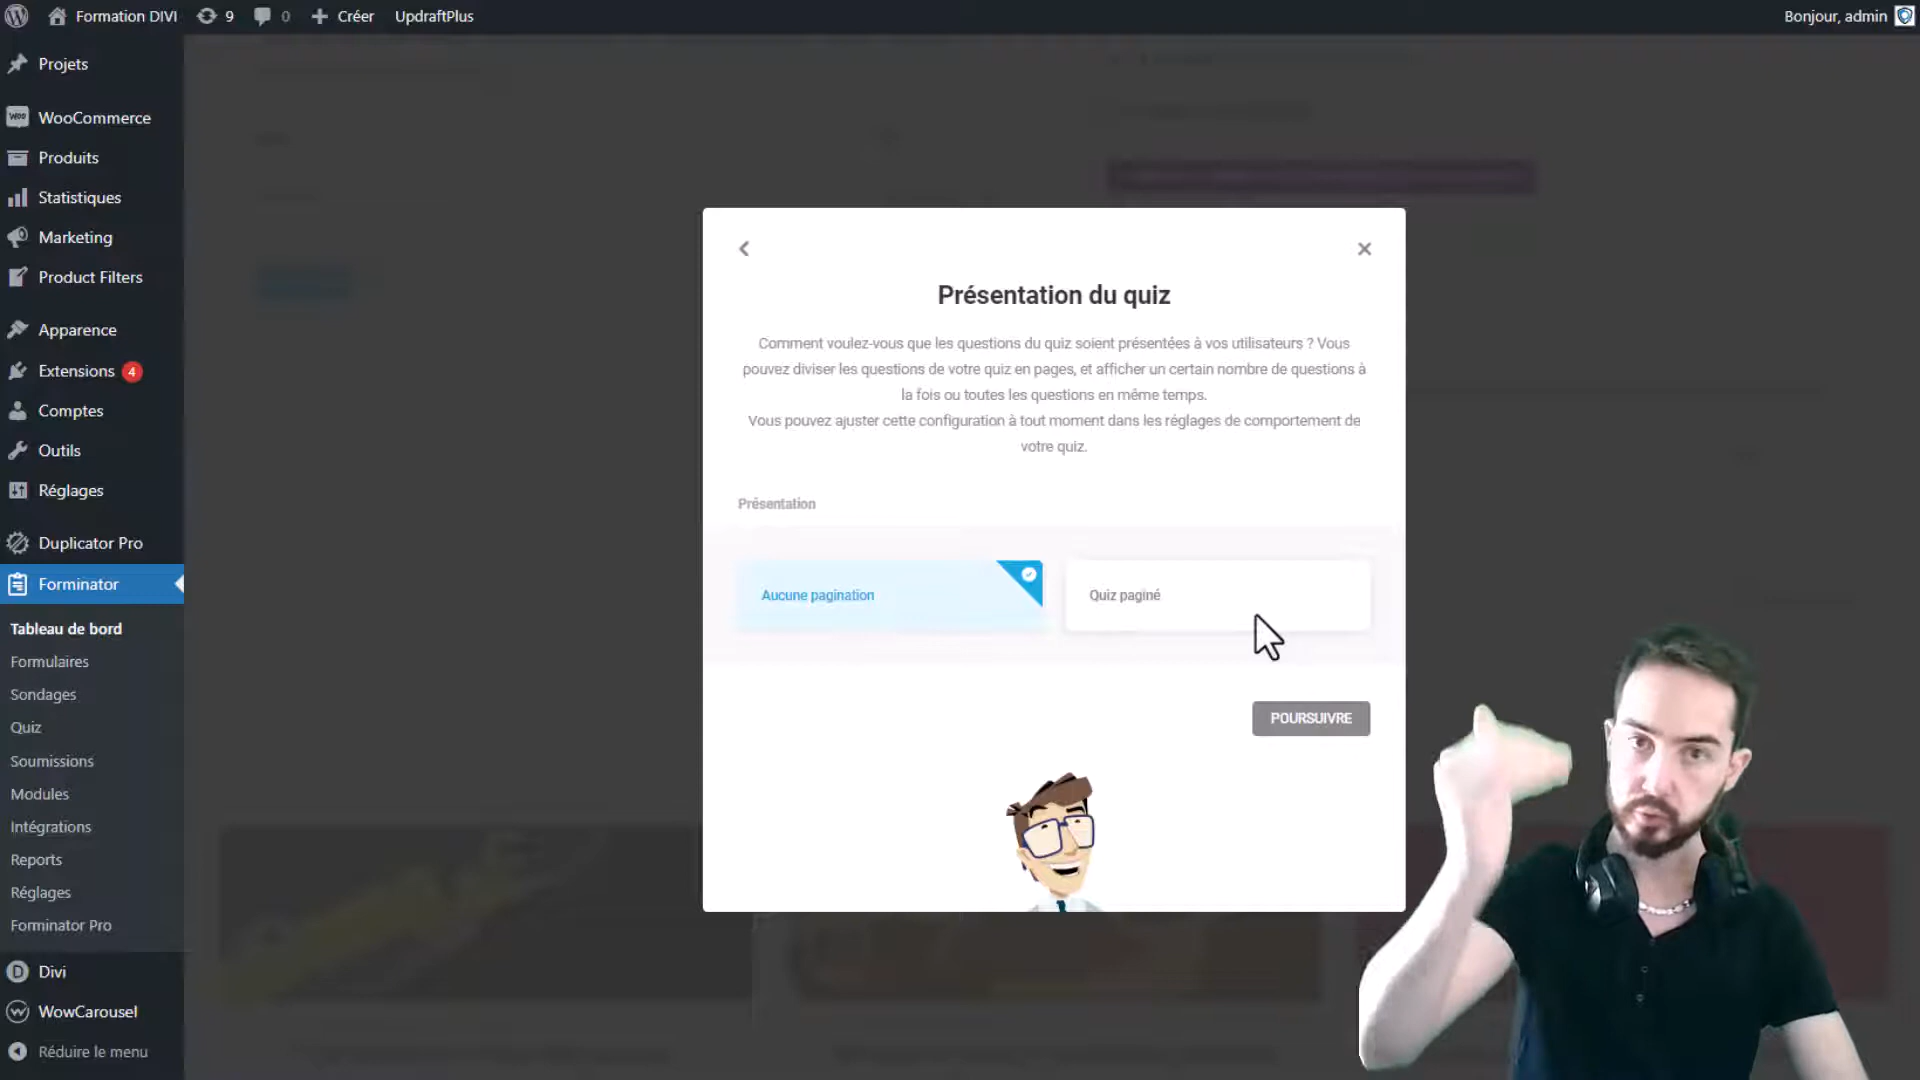 Formation DIVI
9
0
Créer
UpdraftPlus
Bonjour, admin
Projets
WooCommerce
Produits
Statistiques
Marketing
Product Filters
Apparence
Extensions 4
Comptes
Outils
Réglages
Duplicator Pro
Forminator
Tableau de bord
Formulaires
Sondages
Quiz
Soumissions
Modules
Intégrations
Reports
Réglages
Forminator Pro
Divi
WowCarousel
Réduire le menu
Présentation du quiz
Comment voulez-vous que les questions du quiz soient présentées à vos utilisateurs ? Vous
pouvez diviser les questions de votre quiz en pages, et afficher un certain nombre de questions à
la fois ou toutes les questions en même temps.
Vous pouvez ajuster cette configuration à tout moment dans les réglages de comportement de
votre quiz.
Présentation
Aucune pagination
Quiz paginé
POURSUIVRE